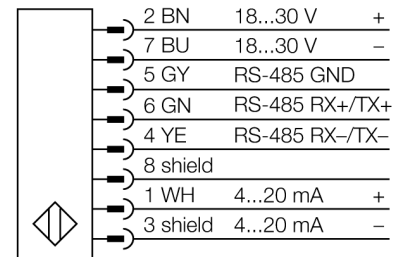 2 BN 18...30 V +
7 BU 18...30 V –
5 GY RS-485 GND
6 GN RS-485 RX+/TX+
4 YE RS-485 RX–/TX–
8 shield
1 WH 4...20 mA +
3 shield 4...20 mA –